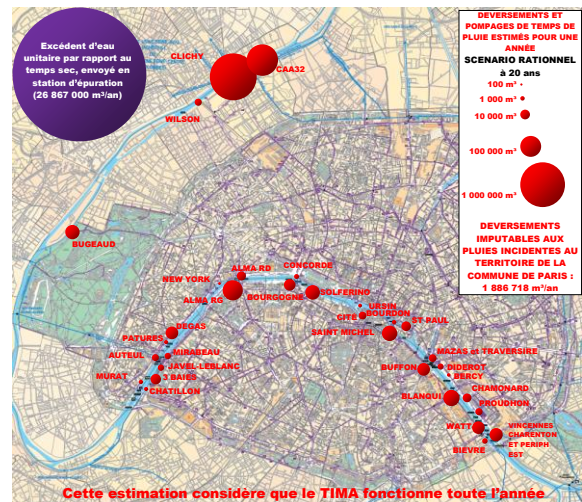 Excédent d'eau
unitaire par rapport au
temps sec, envoyé en
station d'épuration
(26 867 000 m³/an)
DEVERSEMENTS ET
POMPAGES DE TEMPS DE
PLUIE ESTIMÉS POUR UNE
ANNÉE
SCENARIO RATIONNEL
à 20 ans
100 m³
1 000 m³
10 000 m³
100 000 m³
1 000 000 m³
DEVERSEMENTS
IMPUTABLES AUX
PLUIES INCIDENTES AU
TERRITOIRE DE LA
COMMUNE DE PARIS :
1 886 718 m³/an
CLICHY
CAA32
WILSON
BUGEAUD
NEW YORK
ALMA RD
CONCORDE
ALMA RG
BOURGOGNE
SOLFERINO
URSIN
CITE
BOURDON
ST PAUL
SAINT MICHEL
BEGAS
PATURES
AUTEUIL
MIRABEAU
JAVEL-LEBLANC
MURAT
3 BAIES
CHATILLON
MAZAS et TRAVERSIRE
BUFFON
DIDEROT
BERCY
BLANQUI
CHAMONARD
PROUDHON
WATT
VINCENNES
CHARENTON
ET PERIPH
EST
BIEVRE
Cette estimation considère que le TIMA fonctionne toute l'année